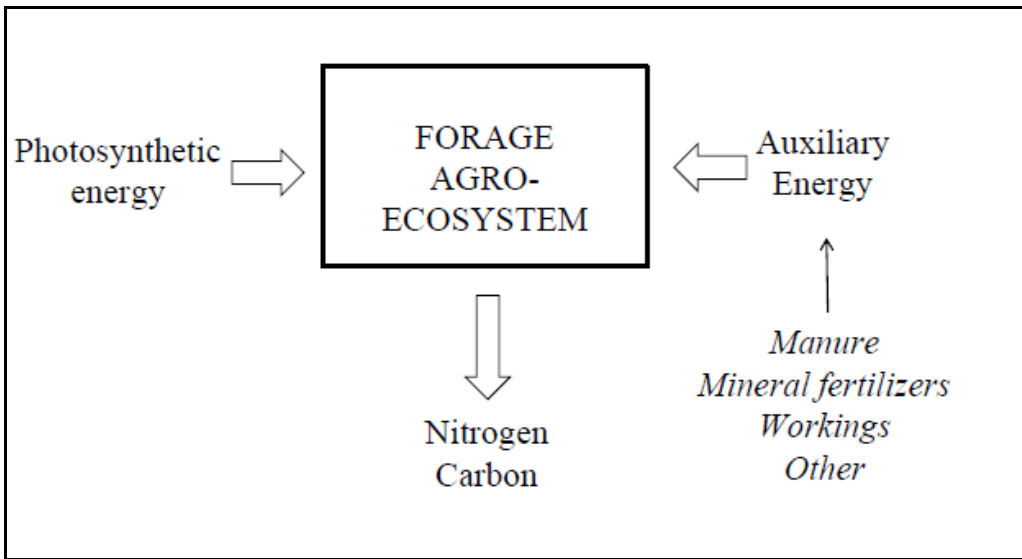 Photosynthetic
energy
FORAGE
AGRO-
ECOSYSTEM
Auxiliary
Energy
Manure
Mineral fertilizers
Workings
Other
Nitrogen
Carbon